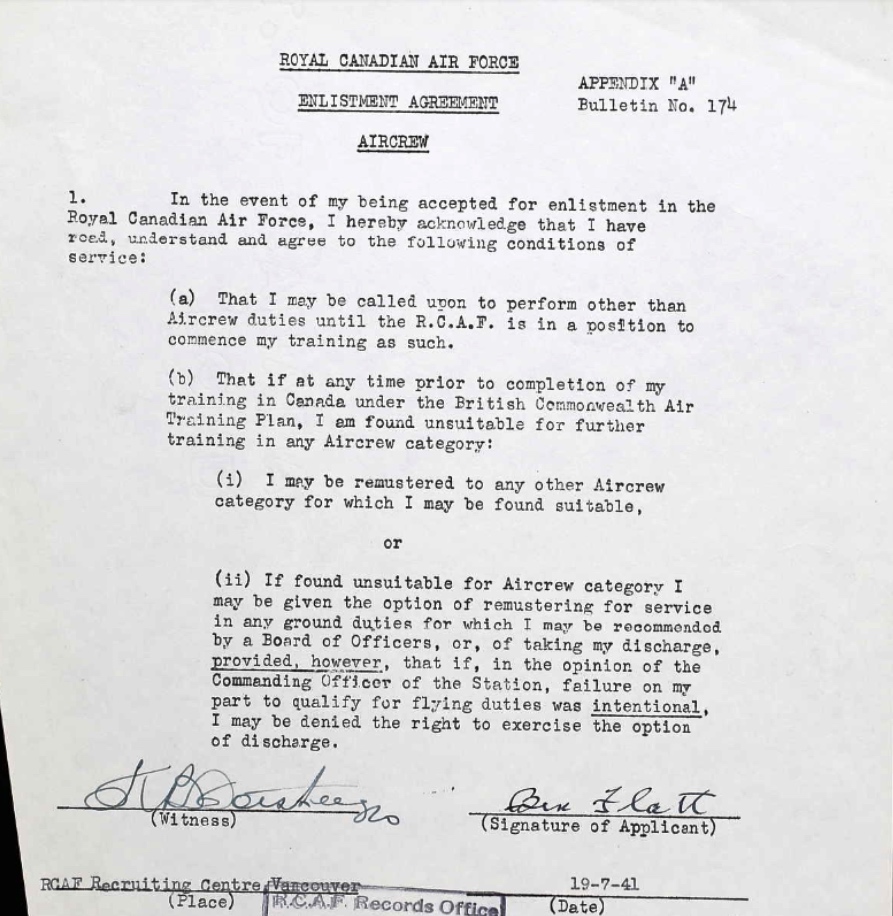 ROYAL CANADIAN AIR FORCE
APPENDIX "A"
ENLISTMENT AGREEMENT
Bulletin No. 174
AIRCREW
1. In the event of my being accepted for enlistment in the
Royal Canadian Air Force, I hereby acknowledge that I have
read, understand and agree to the following conditions of
service:
(a) That I may be called upon to perform other than
Aircrew duties until the R.C.A.F. is in a position to
commence my training as such.
(b) That if at any time prior to completion of my
training in Canada under the British Commonwealth Air
Training Plan, I am found unsuitable for further
training in any Aircrew category:
(i) I may be remustered to any other Aircrew
category for which I may be found suitable,
or
(ii) If found unsuitable for Aircrew category I
may be given the option of remustering for service
in any ground duties for which I may be recommended
by a Board of Officers, or, of taking my discharge,
provided, however, that if, in the opinion of the
Commanding Officer of the Station, failure on my
part to qualify for flying duties was intentional,
I may be denied the right to exercise the option
of discharge.
Ben Flatt
(Witness) (Signature of Applicant)
RCAF Recruiting Centre, Vancouver 19-7-41
(Place) R.C.A.F. Records Office (Date)